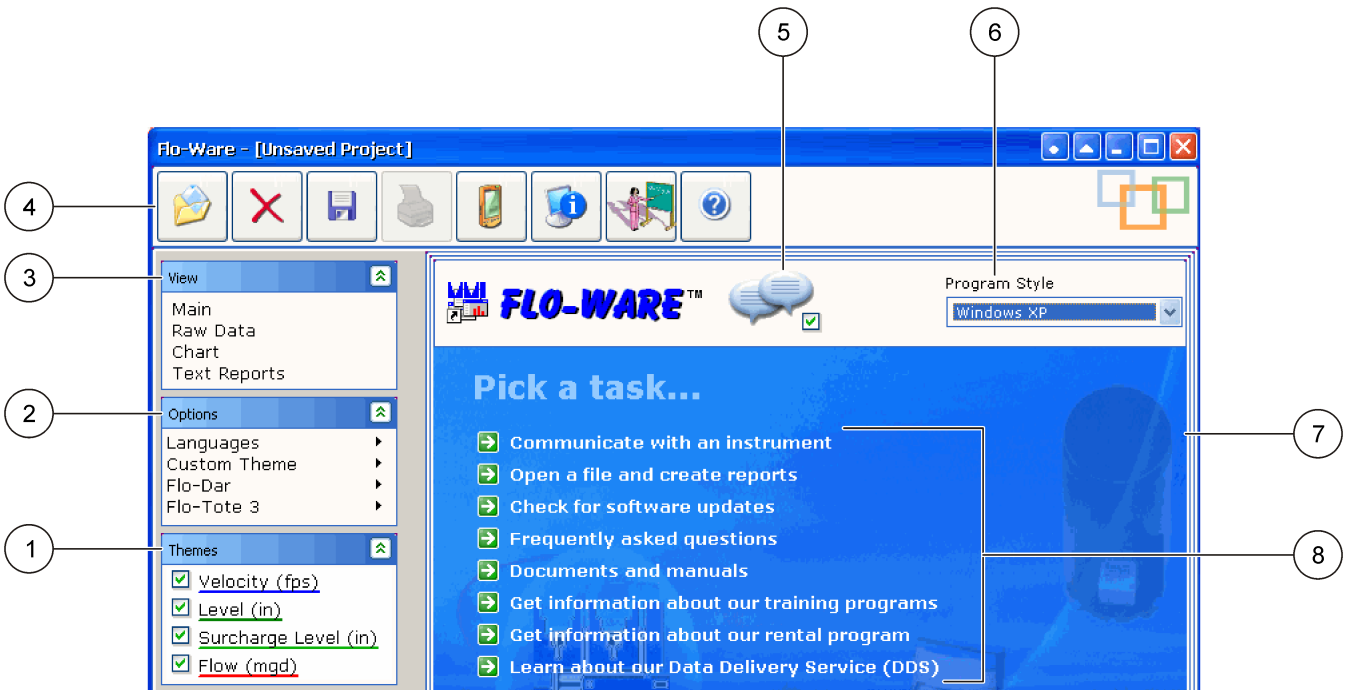 5
6
Flo-Ware - [Unsaved Project]
4
3
View
Main
Raw Data
Chart
Text Reports
FLO-WARE™
Program Style
Windows XP
2
Options
Languages
Custom Theme
Flo-Dar
Flo-Tote 3
1
Themes
Velocity (fps)
Level (in)
Surcharge Level (in)
Flow (mgd)
Pick a task...
Communicate with an instrument
Open a file and create reports
Check for software updates
Frequently asked questions
Documents and manuals
Get information about our training programs
Get information about our rental program
Learn about our Data Delivery Service (DDS)
7
8